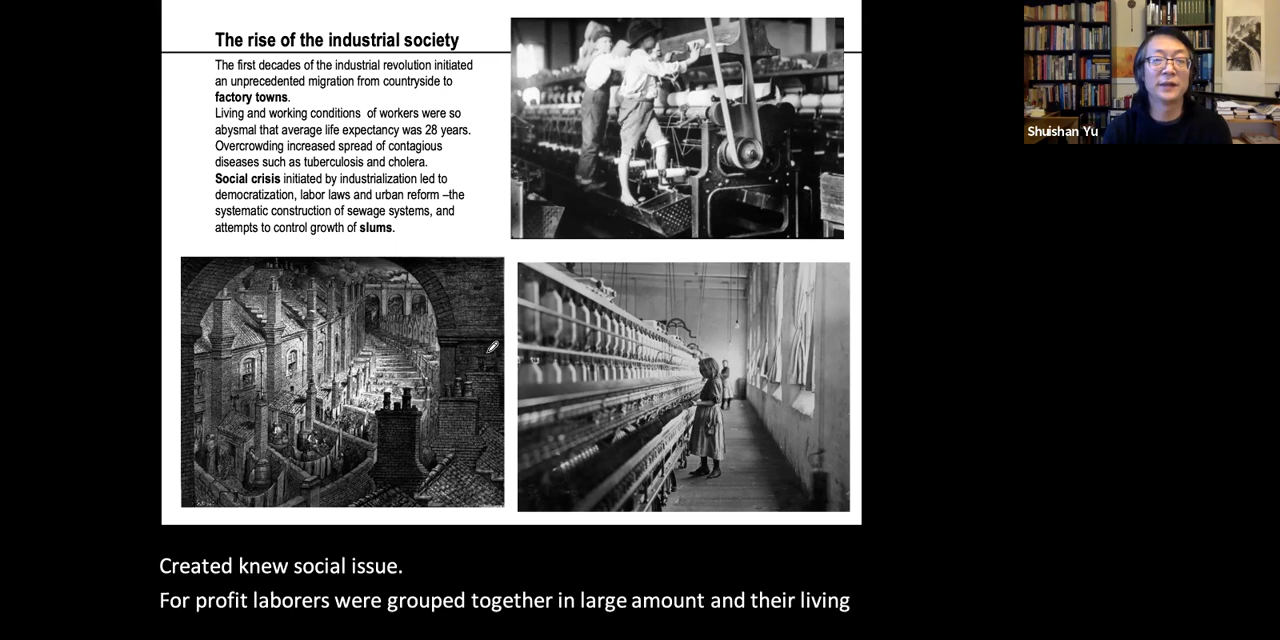 The rise of the industrial society
The first decades of the industrial revolution initiated
an unprecedented migration from countryside to
factory towns.
Living and working conditions of workers were so
abysmal that average life expectancy was 28 years.
Overcrowding increased spread of contagious
diseases such as tuberculosis and cholera.
Social crisis initiated by industrialization led to
democratization, labor laws and urban reform –the
systematic construction of sewage systems, and
attempts to control growth of slums.
Shuishan Yu
Created knew social issue.
For profit laborers were grouped together in large amount and their living